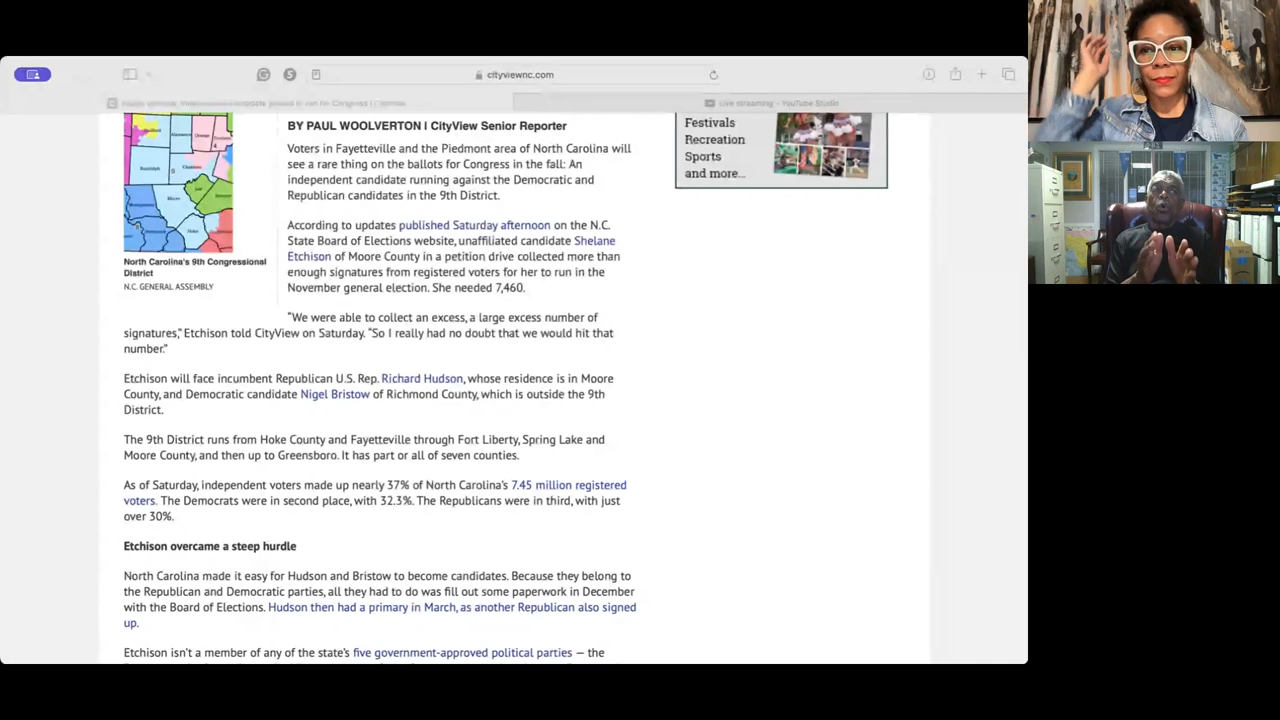 cityviewnc.com
Live streaming – YouTube Studio
BY PAUL WOOLVERTON | CityView Senior Reporter
Voters in Fayetteville and the Piedmont area of North Carolina will
see a rare thing on the ballots for Congress in the fall: An
independent candidate running against the Democratic and
Republican candidates in the 9th District.
According to updates published Saturday afternoon on the N.C.
State Board of Elections website, unaffiliated candidate Shelane
Etchison of Moore County in a petition drive collected more than
enough signatures from registered voters for her to run in the
November general election. She needed 7,460.
North Carolina's 9th Congressional
District
N.C. GENERAL ASSEMBLY
“We were able to collect an excess, a large excess number of
signatures,” Etchison told CityView on Saturday. “So I really had no doubt that we would hit that
number.”
Etchison will face incumbent Republican U.S. Rep. Richard Hudson, whose residence is in Moore
County, and Democratic candidate Nigel Bristow of Richmond County, which is outside the 9th
District.
The 9th District runs from Hoke County and Fayetteville through Fort Liberty, Spring Lake and
Moore County, and then up to Greensboro. It has part or all of seven counties.
As of Saturday, independent voters made up nearly 37% of North Carolina's 7.45 million registered
voters. The Democrats were in second place, with 32.3%. The Republicans were in third, with just
over 30%.
Etchison overcame a steep hurdle
North Carolina made it easy for Hudson and Bristow to become candidates. Because they belong to
the Republican and Democratic parties, all they had to do was fill out some paperwork in December
with the Board of Elections. Hudson then had a primary in March, as another Republican also signed
up.
Etchison isn't a member of any of the state's five government-approved political parties — the
Festivals
Recreation
Sports
and more...